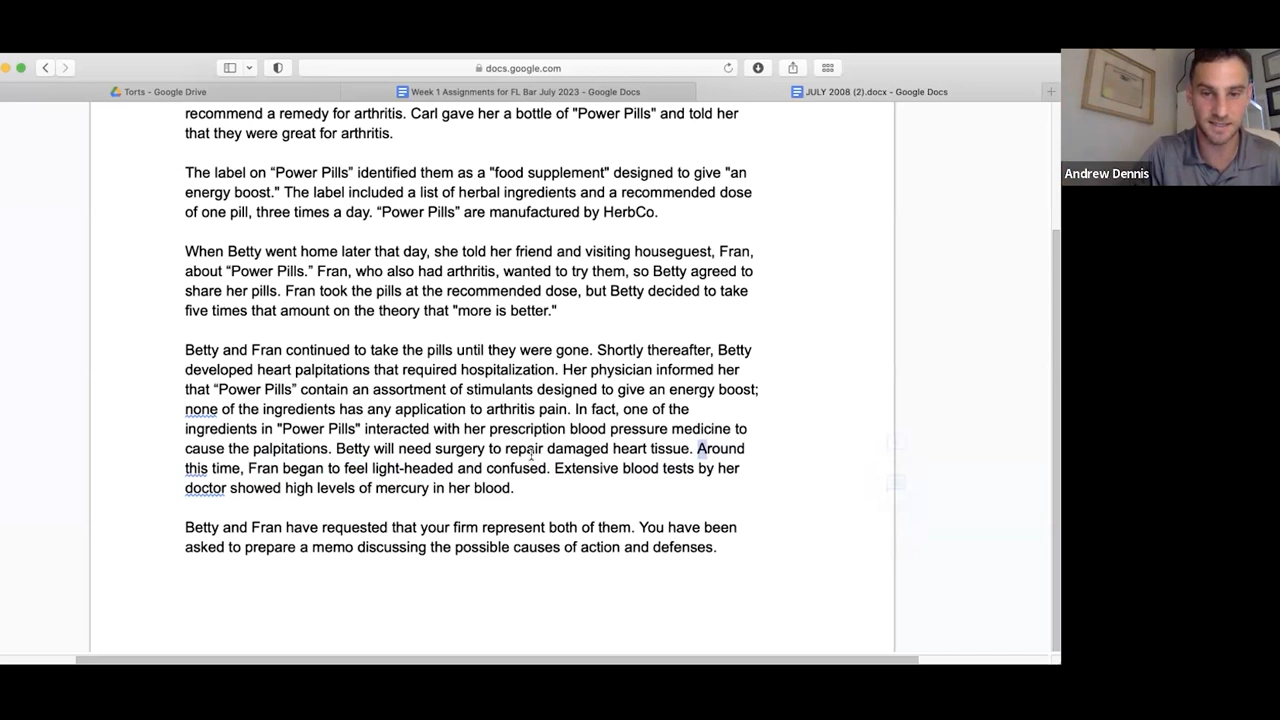 docs.google.com
Torts - Google Drive
Week 1 Assignments for FL Bar July 2023 - Google Docs
JULY 2008 (2).docx - Google Docs
recommend a remedy for arthritis. Carl gave her a bottle of "Power Pills" and told her
that they were great for arthritis.
The label on “Power Pills” identified them as a "food supplement" designed to give "an
energy boost." The label included a list of herbal ingredients and a recommended dose
of one pill, three times a day. “Power Pills” are manufactured by HerbCo.
When Betty went home later that day, she told her friend and visiting houseguest, Fran,
about “Power Pills.” Fran, who also had arthritis, wanted to try them, so Betty agreed to
share her pills. Fran took the pills at the recommended dose, but Betty decided to take
five times that amount on the theory that "more is better."
Betty and Fran continued to take the pills until they were gone. Shortly thereafter, Betty
developed heart palpitations that required hospitalization. Her physician informed her
that “Power Pills” contain an assortment of stimulants designed to give an energy boost;
none of the ingredients has any application to arthritis pain. In fact, one of the
ingredients in "Power Pills" interacted with her prescription blood pressure medicine to
cause the palpitations. Betty will need surgery to repair damaged heart tissue. Around
this time, Fran began to feel light-headed and confused. Extensive blood tests by her
doctor showed high levels of mercury in her blood.
Betty and Fran have requested that your firm represent both of them. You have been
asked to prepare a memo discussing the possible causes of action and defenses.
Andrew Dennis